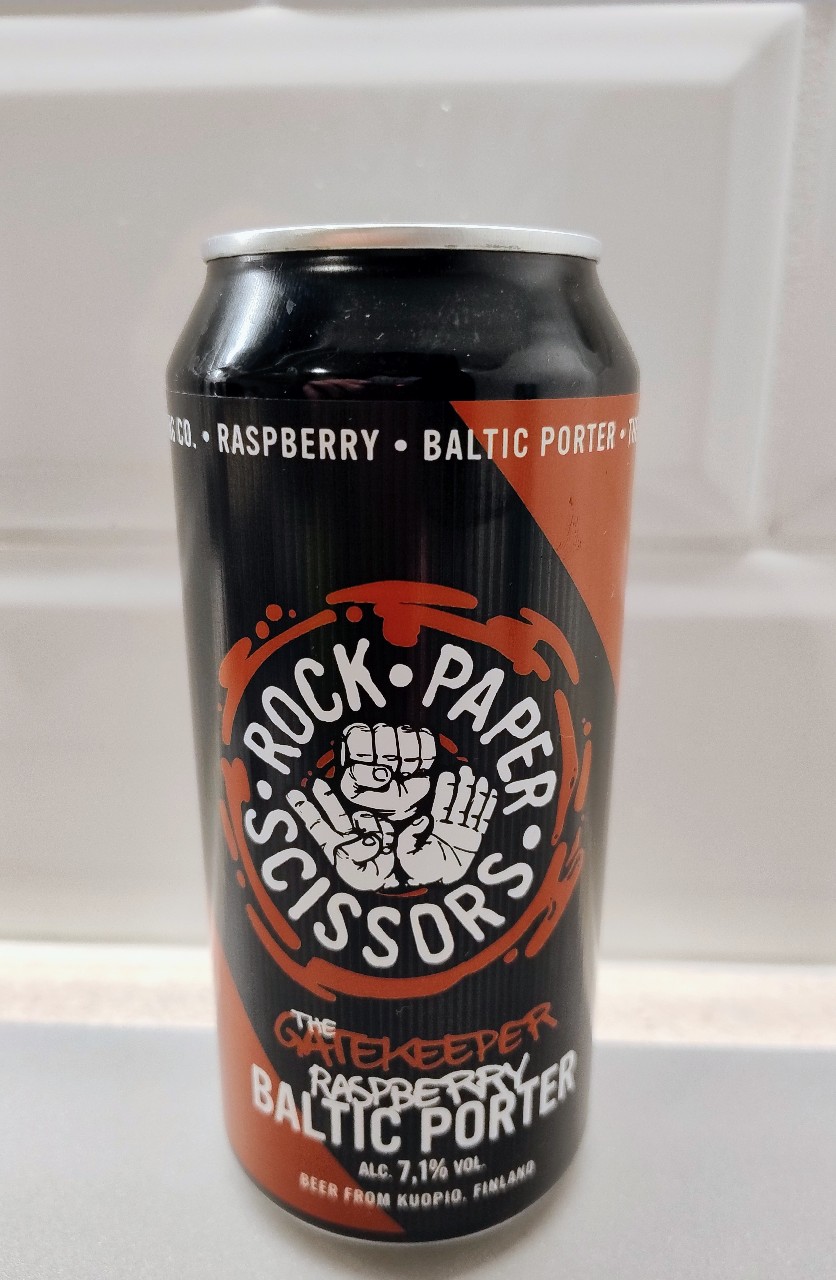 CO. • RASPBERRY • BALTIC PORTER •
ROCK • PAPER • SCISSORS •
THE
GATEKEEPER
RASPBERRY
BALTIC PORTER
ALC. 7,1% VOL.
BEER FROM KUOPIO, FINLAND